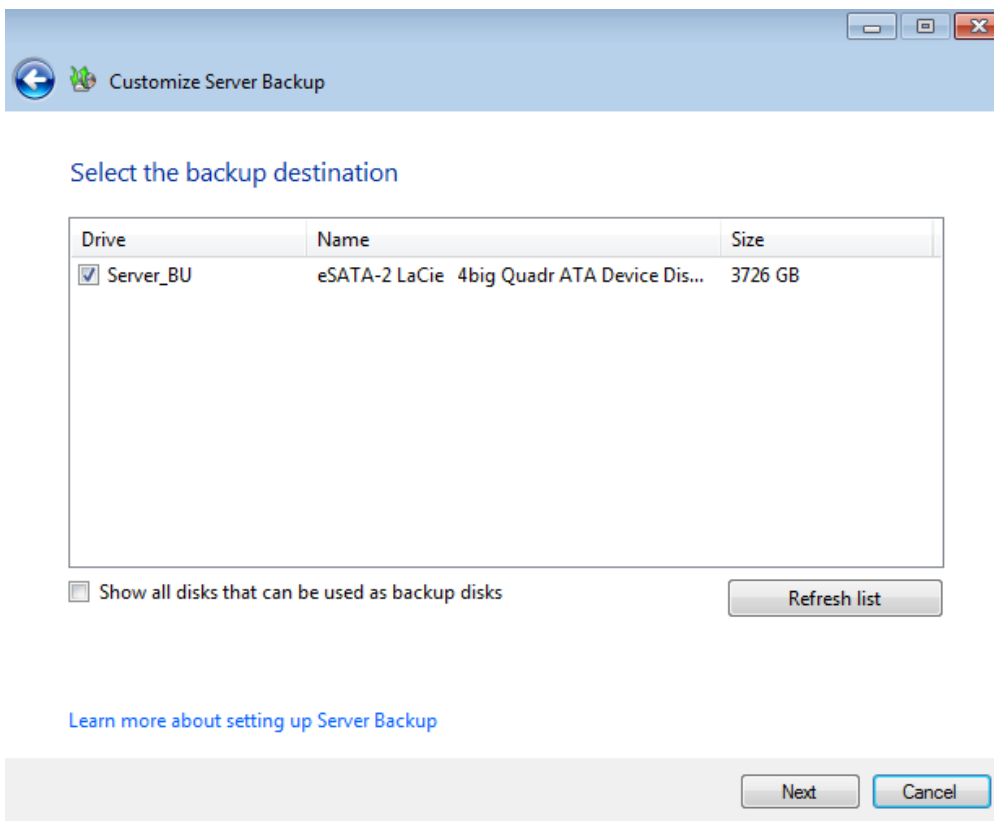 Customize Server Backup
Select the backup destination
Drive Name Size
Server_BU eSATA-2 LaCie 4big Quadr ATA Device Dis... 3726 GB
Show all disks that can be used as backup disks
Refresh list
Learn more about setting up Server Backup
Next Cancel